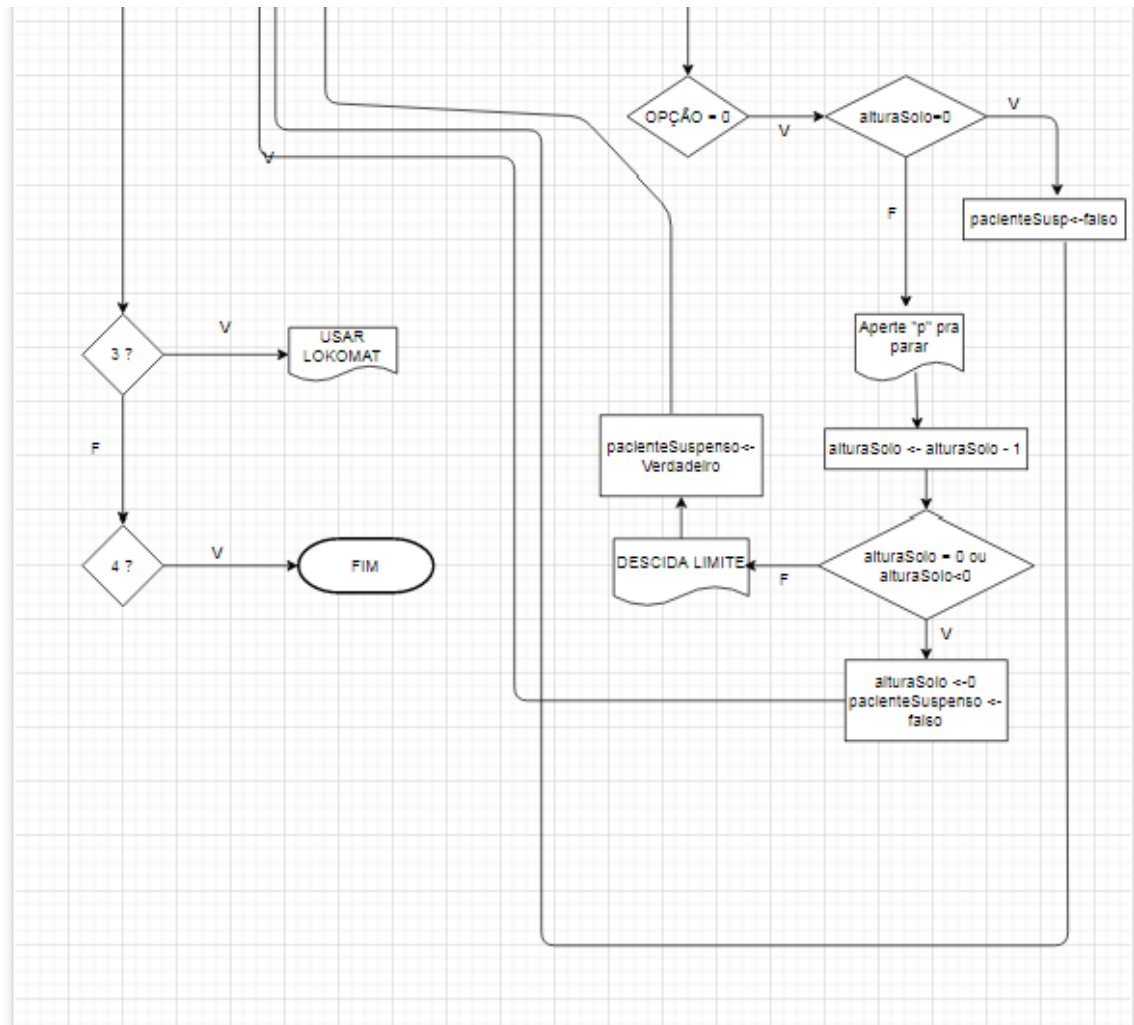 OPÇÃO = 0
V
alturaSolo=0
V
pacienteSusp<-falso
V
F
Aperte "p" pra
parar
alturaSolo <- alturaSolo - 1
3 ?
V
USAR
LOKOMAT
F
4 ?
V
FIM
pacienteSuspenso<-
Verdadeiro
DESCIDA LIMITE
F
alturaSolo = 0 ou
alturaSolo<0
V
alturaSolo <-0
pacienteSuspenso <-
falso